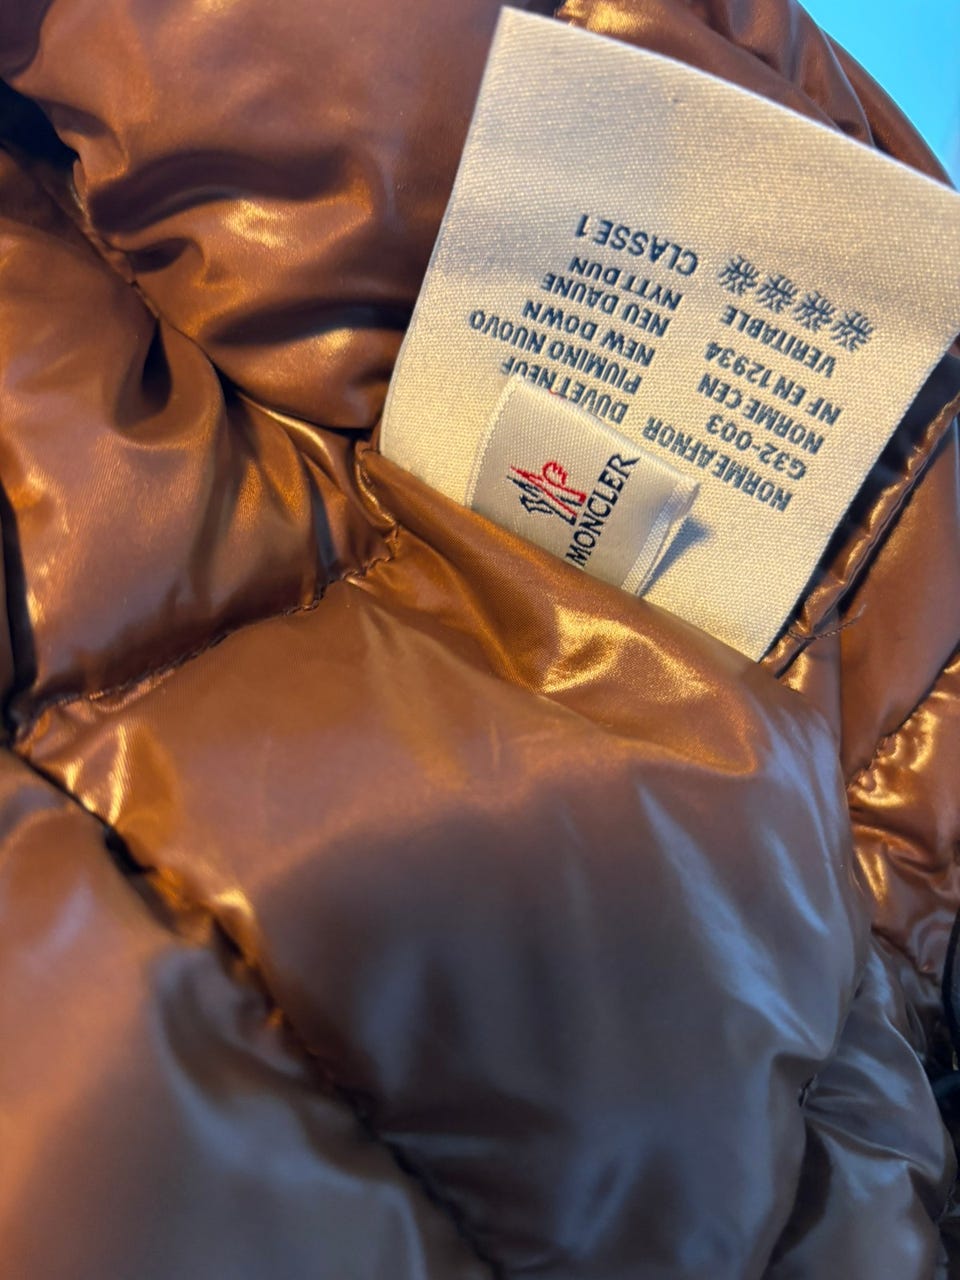 NORME AFNOR DUVET NEUF
G32-003 PIUMINO NUOVO
NORME CEN NEW DOWN
NF EN 12934 NEU DAUNE
VERITABLE NYTT DUN
CLASSE 1
MONCLER